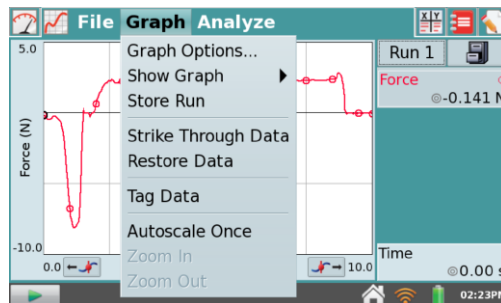 File Graph Analyze
5.0
Force (N)
-10.0
0.0
10.0
Graph Options...
Show Graph
Store Run
Strike Through Data
Restore Data
Tag Data
Autoscale Once
Zoom In
Zoom Out
X Y
Run 1
Force
-0.141 N
Time
0.00 s
02:23PM